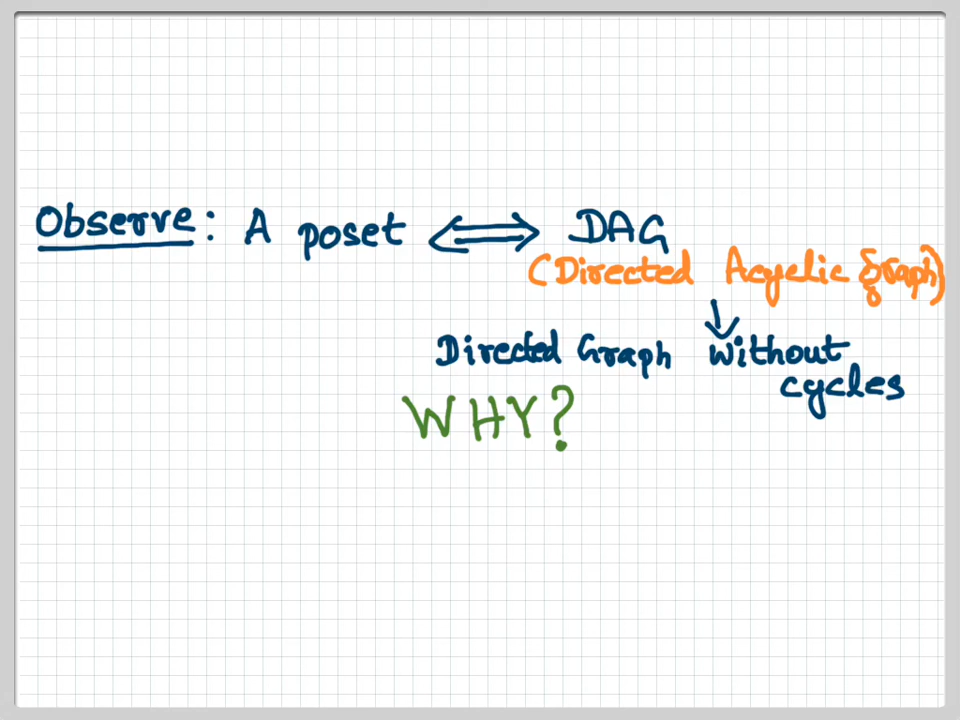 Observe: A poset ⟺ DAG
(Directed Acyclic Graph)
↓
Directed Graph without
cycles
WHY?